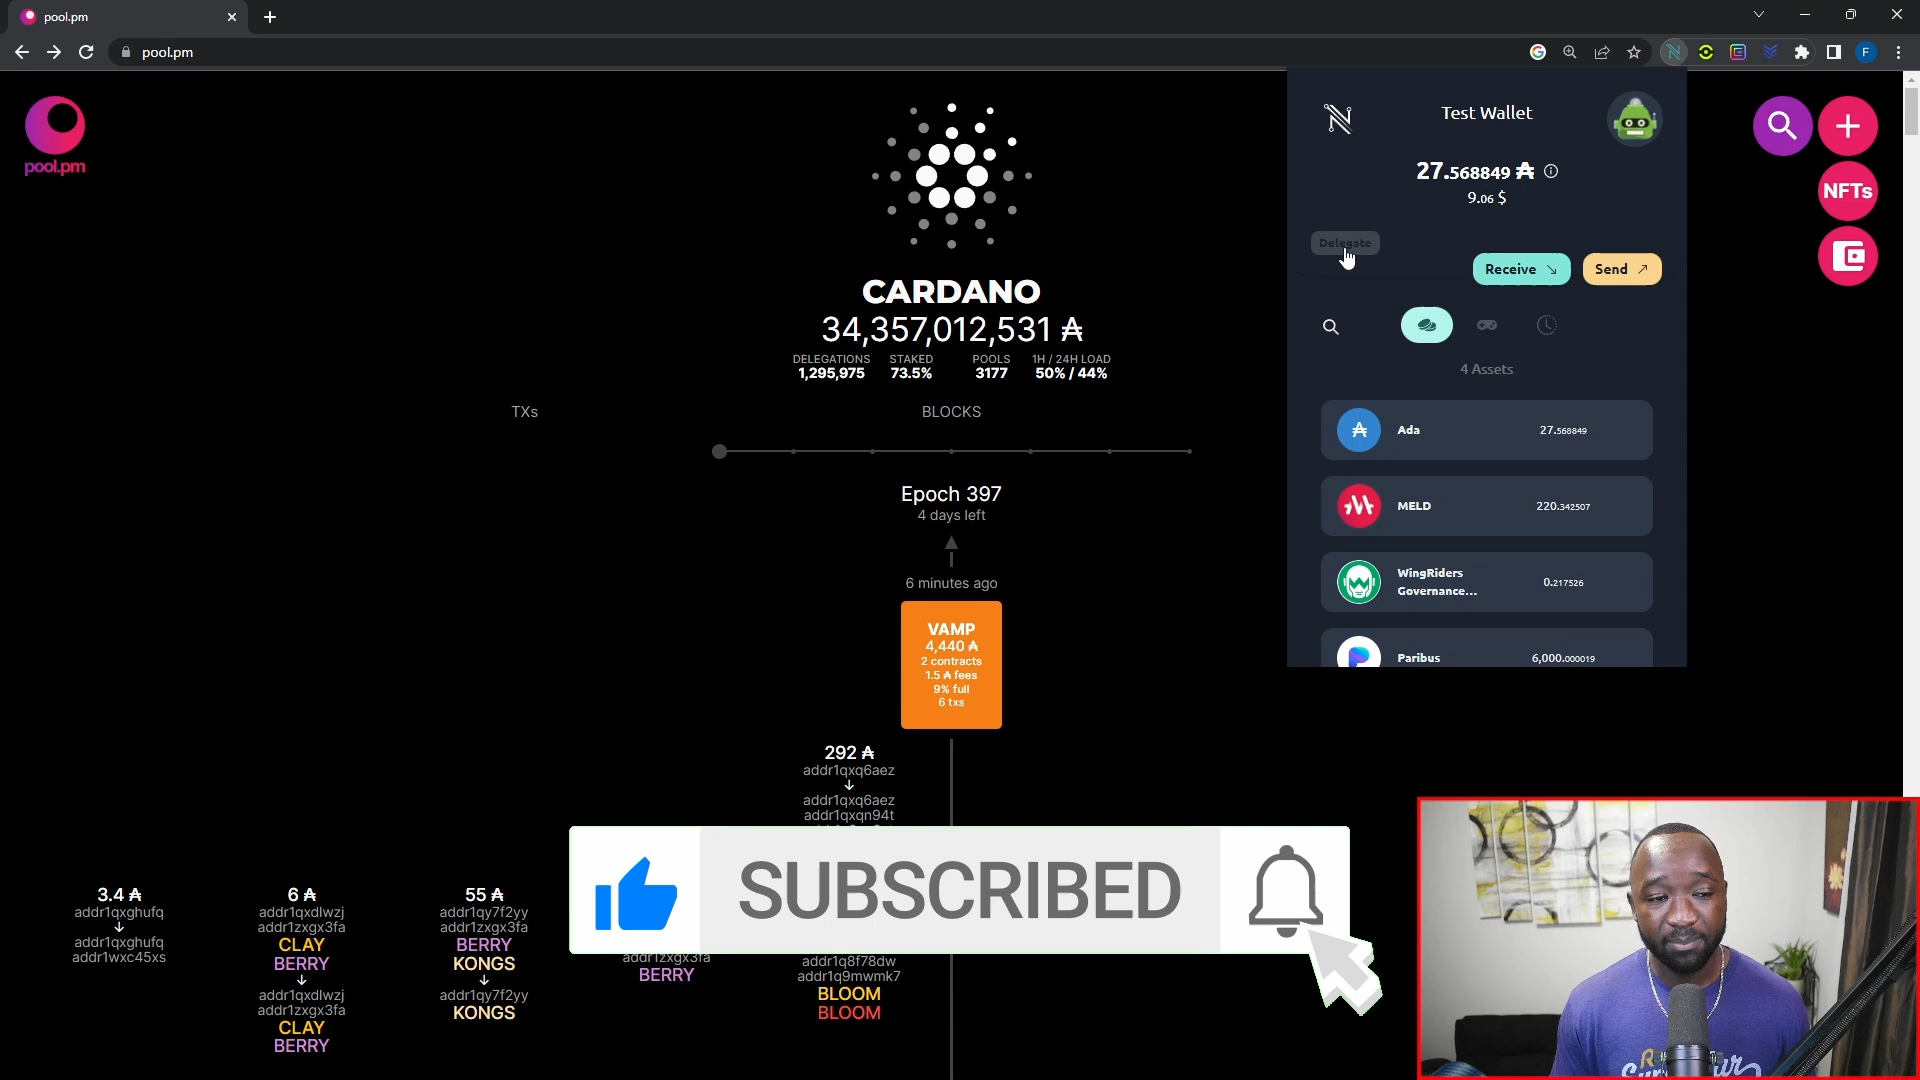 pool.pm
pool.pm
F
pool.pm
Test Wallet
27.568849 ₳
9.06 $
Delegate
Receive
Send
4 Assets
Ada 27.568849
MELD 220.342507
WingRiders
Governance... 0.217526
Paribus 6,000.000019
NFTs
CARDANO
34,357,012,531 ₳
DELEGATIONS STAKED POOLS 1H / 24H LOAD
1,295,975 73.5% 3177 50% / 44%
TXs BLOCKS
Epoch 397
4 days left
6 minutes ago
VAMP
4,440 ₳
2 contracts
1.5 ₳ fees
9% full
6 txs
292 ₳
addr1qxq6aez
↓
addr1qxq6aez
addr1qxqn94t
SUBSCRIBED
3.4 ₳
addr1qxghufq
↓
addr1qxghufq
addr1wxc45xs
6 ₳
addr1qxdlwzj
addr1zxgx3fa
CLAY
BERRY
↓
addr1qxdlwzj
addr1zxgx3fa
CLAY
BERRY
55 ₳
addr1qy7f2yy
addr1zxgx3fa
BERRY
KONGS
↓
addr1qy7f2yy
KONGS
addr1zxgx3fa
BERRY
addr1q8f78dw
addr1q9mwmk7
BLOOM
BLOOM